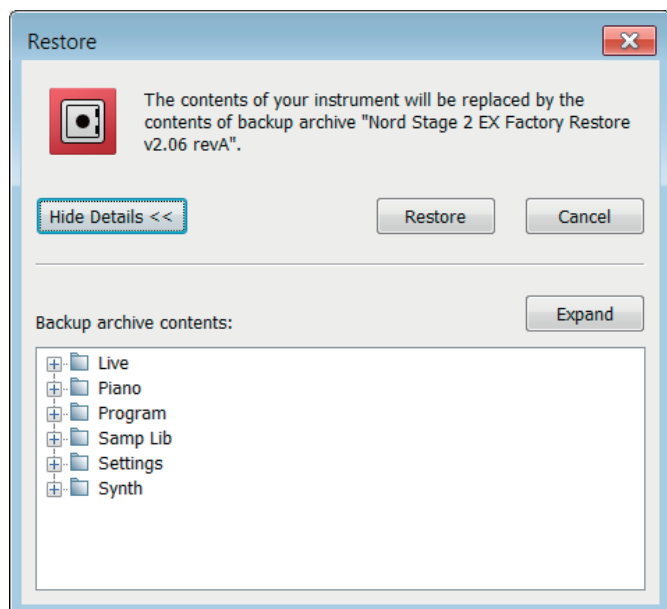 Restore
The contents of your instrument will be replaced by the
contents of backup archive "Nord Stage 2 EX Factory Restore
v2.06 revA".
Hide Details <<
Restore
Cancel
Expand
Backup archive contents:
Live
Piano
Program
Samp Lib
Settings
Synth